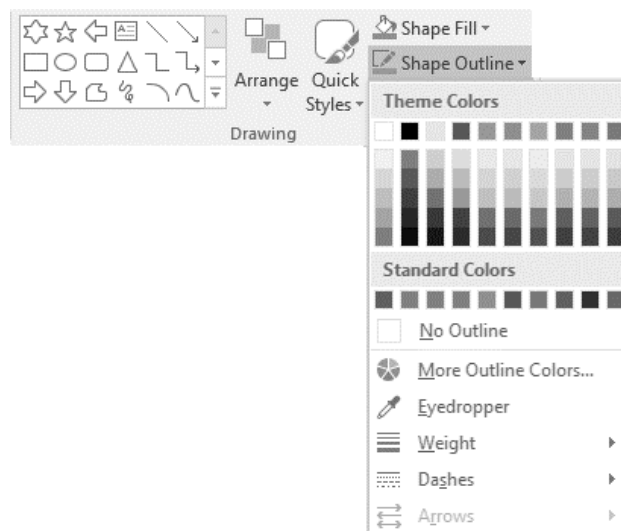 Shape Fill
Shape Outline
Arrange
Quick
Styles
Drawing
Theme Colors
Standard Colors
No Outline
More Outline Colors...
Eyedropper
Weight
Dashes
Arrows